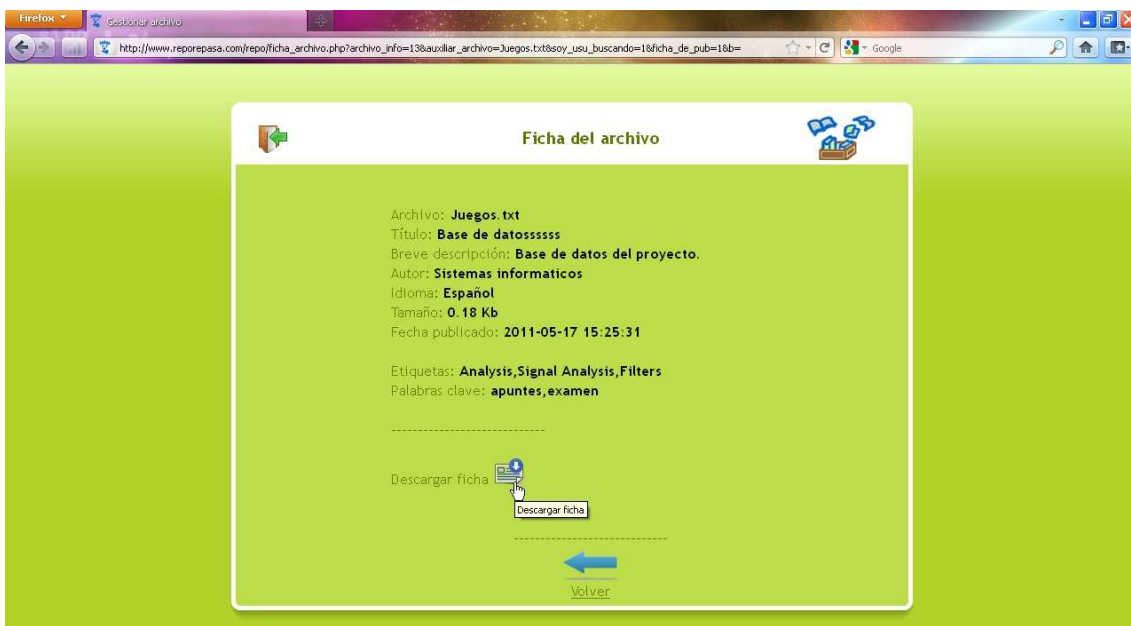 Firefox
Gestionar archivo
http://www.reporepasa.com/repo/ficha_archivo.php?archivo_info=13&auxiliar_archivo=Juegos.txt&soy_usu_buscando=1&ficha_de_pub=1&b=
Google
Ficha del archivo
Archivo: Juegos.txt
Título: Base de datosssss
Breve descripción: Base de datos del proyecto.
Autor: Sistemas informaticos
Idioma: Español
Tamaño: 0.18 Kb
Fecha publicado: 2011-05-17 15:25:31
Etiquetas: Analysis,Signal Analysis,Filters
Palabras clave: apuntes,examen
----------------------------
Descargar ficha
Descargar ficha
----------------------------
Volver